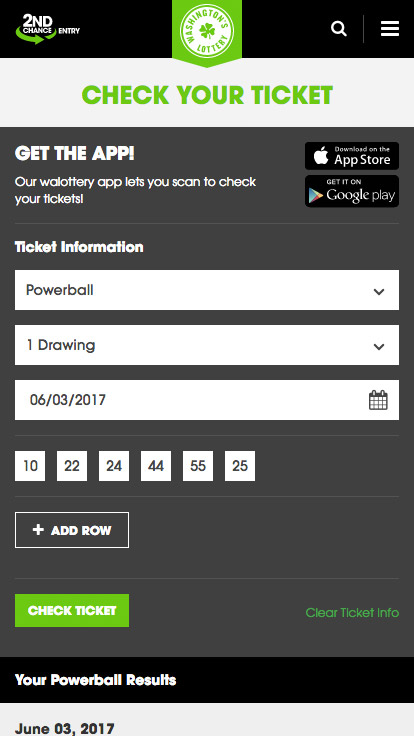 2ND
CHANCE ENTRY
WASHINGTON'S
LOTTERY
CHECK YOUR TICKET
GET THE APP!
Our walottery app lets you scan to check
your tickets!
Download on the
App Store
GET IT ON
Google play
Ticket Information
Powerball
1 Drawing
06/03/2017
10 22 24 44 55 25
+ ADD ROW
CHECK TICKET
Clear Ticket Info
Your Powerball Results
June 03, 2017